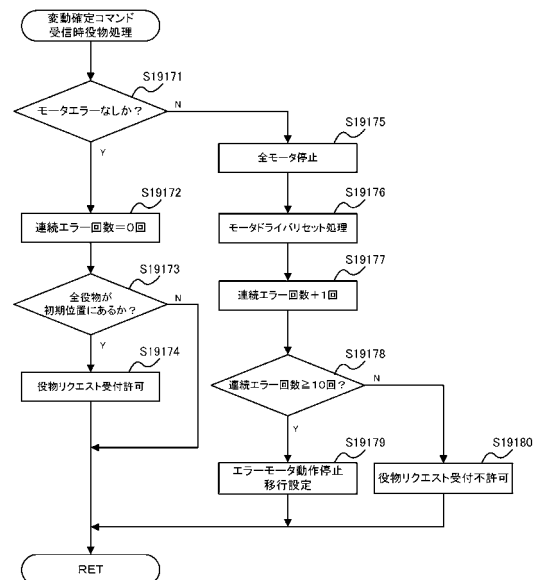 変動確定コマンド
受信時役物処理
S19171
モータエラーなしか?
N
Y
S19175
全モータ停止
S19172
連続エラー回数=0回
S19176
モータドライバリセット処理
S19173
全役物が
初期位置にあるか?
N
Y
S19177
連続エラー回数+1回
S19174
役物リクエスト受付許可
S19178
連続エラー回数≧10回?
N
Y
S19179
エラーモータ動作停止
移行設定
S19180
役物リクエスト受付不許可
RET